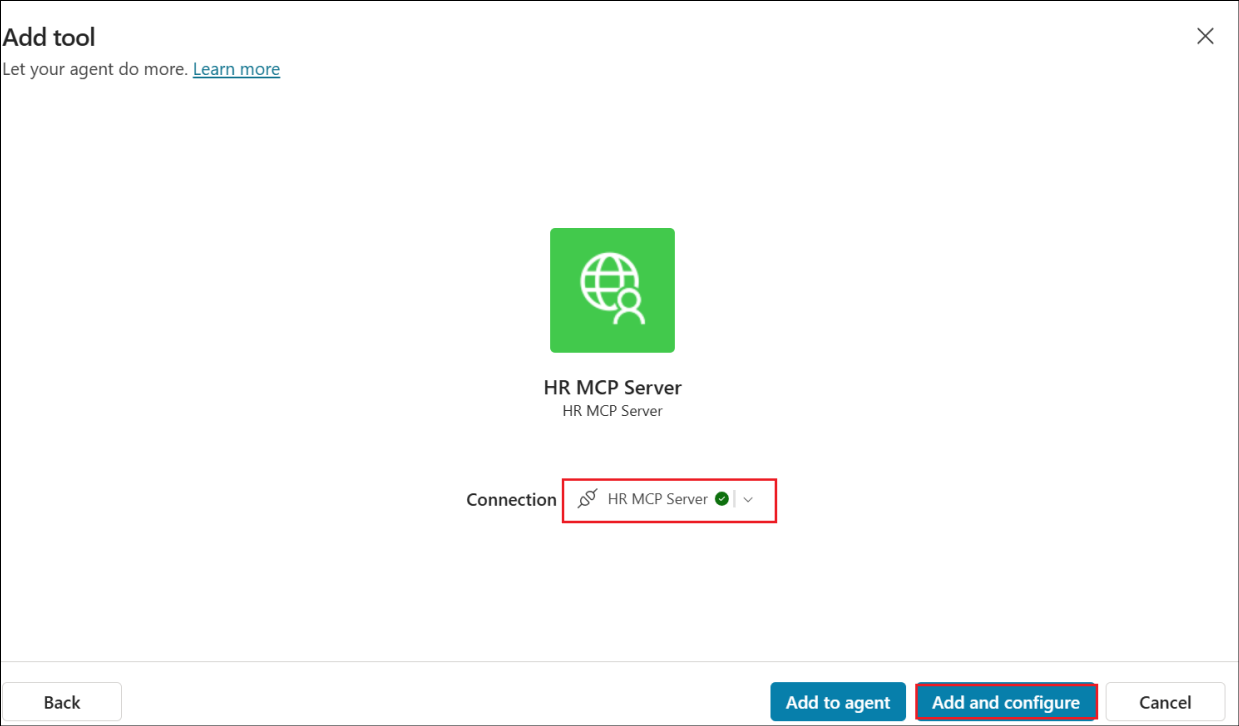 Add tool
Let your agent do more. Learn more
HR MCP Server
HR MCP Server
Connection HR MCP Server
Back Add to agent Add and configure Cancel